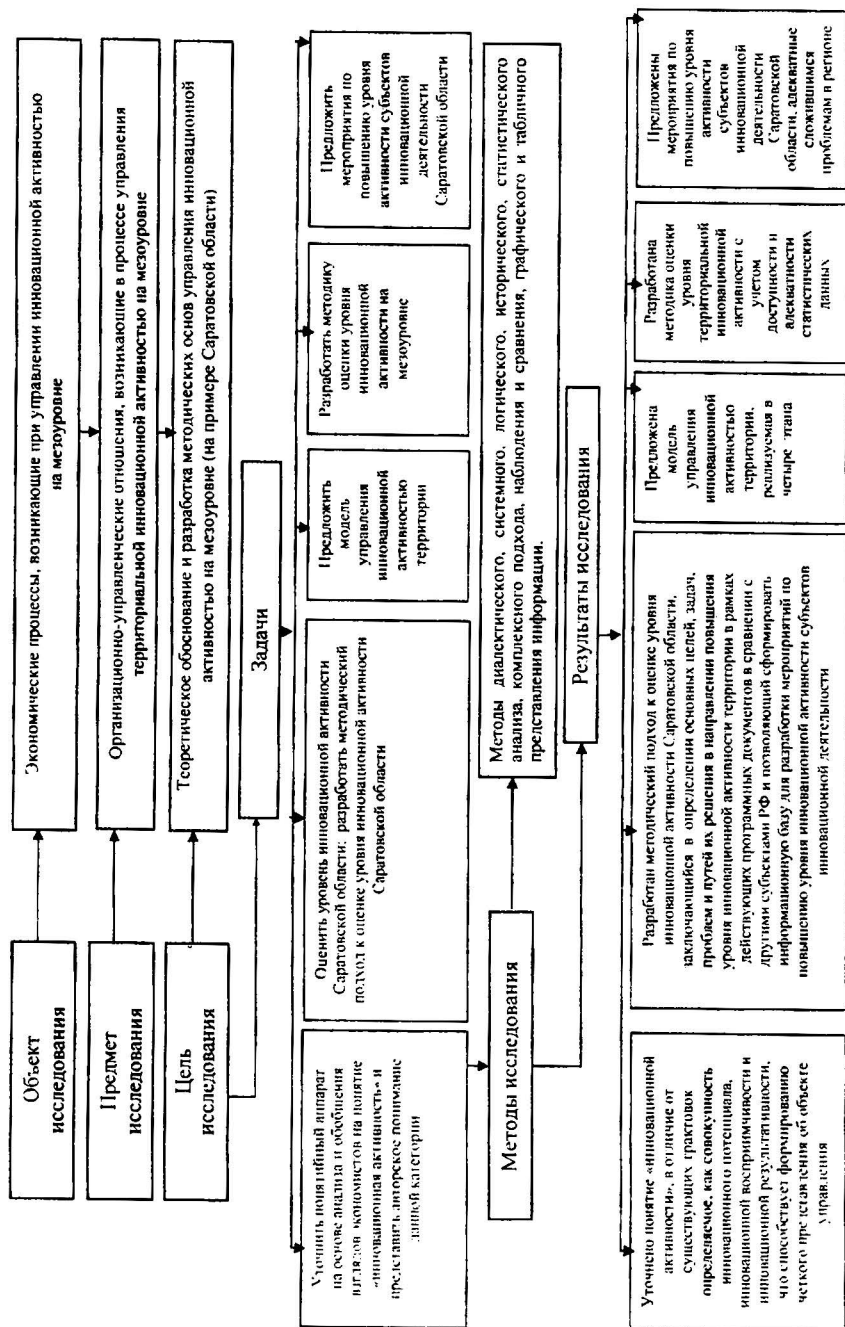 Объект
исследования
Экономические процессы, возникающие при управлении инновационной активностью
на мезоуровне
Предмет
исследования
Организационно-управленческие отношения, возникающие в процессе управления
территориальной инновационной активностью на мезоуровне
Цель
исследования
Теоретическое обоснование и разработка методических основ управления инновационной
активностью на мезоуровне (на примере Саратовской области)
Задачи
Уточнить понятийный аппарат
на основе анализа и обобщения
взглядов экономистов на понятие
«инновационная активность» и
представить авторское понимание
данной категории
Оценить уровень инновационной активности
Саратовской области; разработать методический
подход к оценке уровня инновационной активности
Саратовской области
Предложить
модель
управления
инновационной
активностью
территории
Разработать методику
оценки уровня
инновационной
активности на
мезоуровне
Предложить
мероприятия по
повышению уровня
активности субъектов
инновационной
деятельности
Саратовской области
Методы исследования
Методы диалектического, системного, логического, исторического, статистического
анализа, комплексного подхода, наблюдения и сравнения, графического и табличного
представления информации.
Результаты исследования
Уточнено понятие «инновационной
активности», в отличие от
существующих трактовок
определяемое, как совокупность
инновационного потенциала,
инновационной восприимчивости и
инновационной результативности,
что способствует формированию
четкого представления об объекте
управления
Разработан методический подход к оценке уровня
инновационной активности Саратовской области,
заключающийся в определении основных целей, задач,
проблем и путей их решения в направлении повышения
уровня инновационной активности территории в рамках
действующих программных документов в сравнении с
другими субъектами РФ и позволяющий сформировать
информационную базу для разработки мероприятий по
повышению уровня инновационной активности субъектов
инновационной деятельности
Предложена
модель
управления
инновационной
активностью
территории,
реализуемая в
четыре этапа
Разработана
методика оценки
уровня
территориальной
инновационной
активности с
учетом
доступности и
адекватности
статистических
данных
Предложены
мероприятия по
повышению уровня
активности
субъектов
инновационной
деятельности
Саратовской
области, адекватные
сложившимся
проблемам в регионе